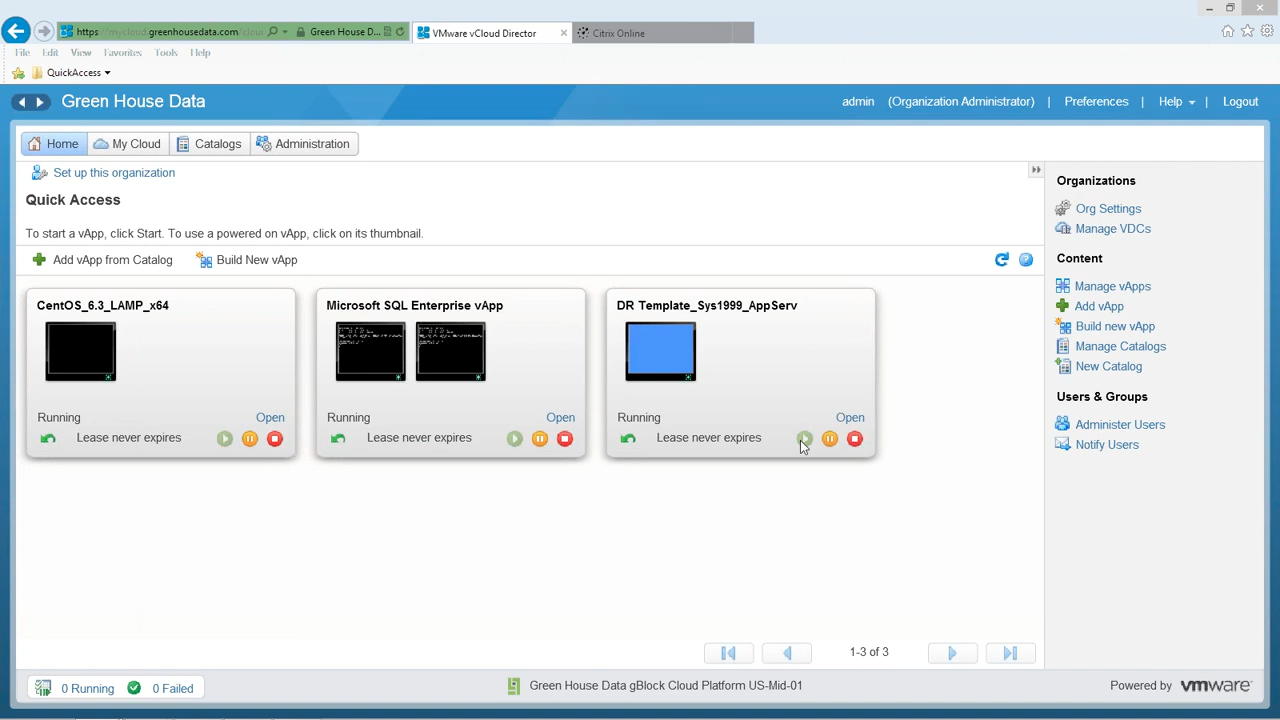 https://mycloud.greenhousedata.com/clou
Green House D...
VMware vCloud Director
Citrix Online
File Edit View Favorites Tools Help
QuickAccess
Green House Data
admin (Organization Administrator) | Preferences | Help | Logout
Home
My Cloud
Catalogs
Administration
Set up this organization
Quick Access
To start a vApp, click Start. To use a powered on vApp, click on its thumbnail.
Add vApp from Catalog
Build New vApp
CentOS_6.3_LAMP_x64
Running
Open
Lease never expires
Microsoft SQL Enterprise vApp
Running
Open
Lease never expires
DR Template_Sys1999_AppServ
Running
Open
Lease never expires
1-3 of 3
Organizations
Org Settings
Manage VDCs
Content
Manage vApps
Add vApp
Build new vApp
Manage Catalogs
New Catalog
Users & Groups
Administer Users
Notify Users
0 Running
0 Failed
Green House Data gBlock Cloud Platform US-Mid-01
Powered by vmware